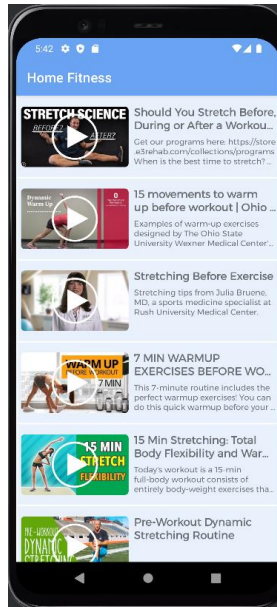 5:42
Home Fitness
STRETCH SCIENCE
BEFORE?
AFTER?
Should You Stretch Before,
During or After a Workou...
Get our programs here: https://store
.e3rehab.com/collections/programs
When is the best time to stretch? ...
Dynamic
Warm Up
15 movements to warm
up before workout | Ohio ...
Examples of warm-up exercises
designed by The Ohio State
University Wexner Medical Center'...
Stretching Before Exercise
Stretching tips from Julia Bruene,
MD, a sports medicine specialist at
Rush University Medical Center.
WARM UP
BEFORE WORKOUT
7 MIN
7 MIN WARMUP
EXERCISES BEFORE WO...
This 7-minute routine includes the
perfect warmup exercises! You can
do this quick warmup before your ...
15 MIN
STRETCH
FLEXIBILITY
15 Min Stretching: Total
Body Flexibility and War...
Today's workout is a 15-min
full-body workout consists of
entirely body-weight exercises tha...
PRE-WORKOUT
DYNAMIC
STRETCHING
Pre-Workout Dynamic
Stretching Routine